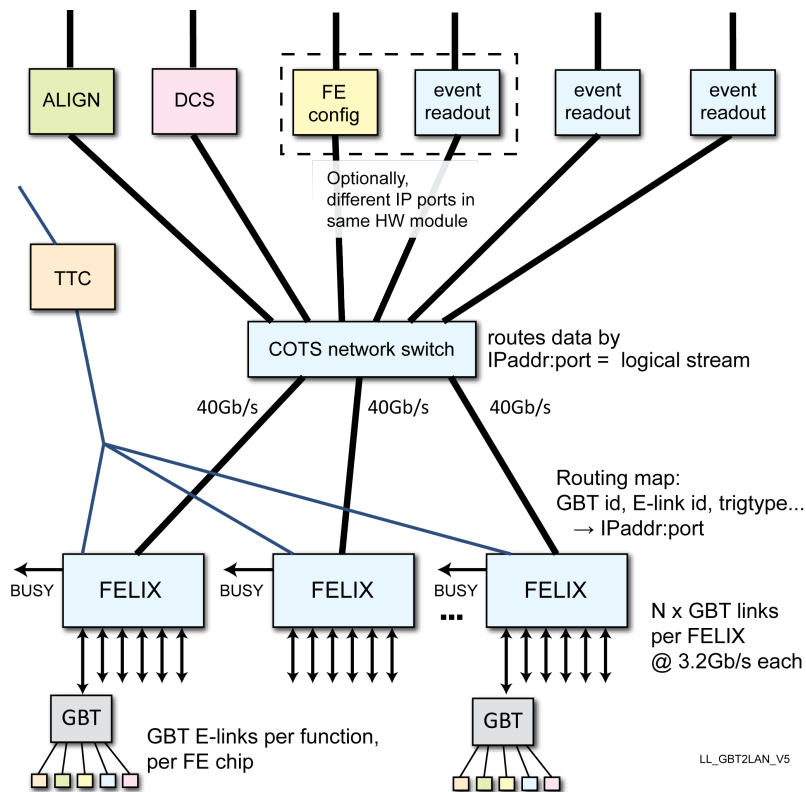 ALIGN
DCS
FE
config
event
readout
event
readout
event
readout
Optionally,
different IP ports in
same HW module
TTC
COTS network switch
routes data by
IPaddr:port = logical stream
40Gb/s
40Gb/s
40Gb/s
Routing map:
GBT id, E-link id, trigtype...
→ IPaddr:port
BUSY
FELIX
BUSY
FELIX
...
BUSY
FELIX
N x GBT links
per FELIX
@ 3.2Gb/s each
GBT
GBT E-links per function,
per FE chip
GBT
LL_GBT2LAN_V5